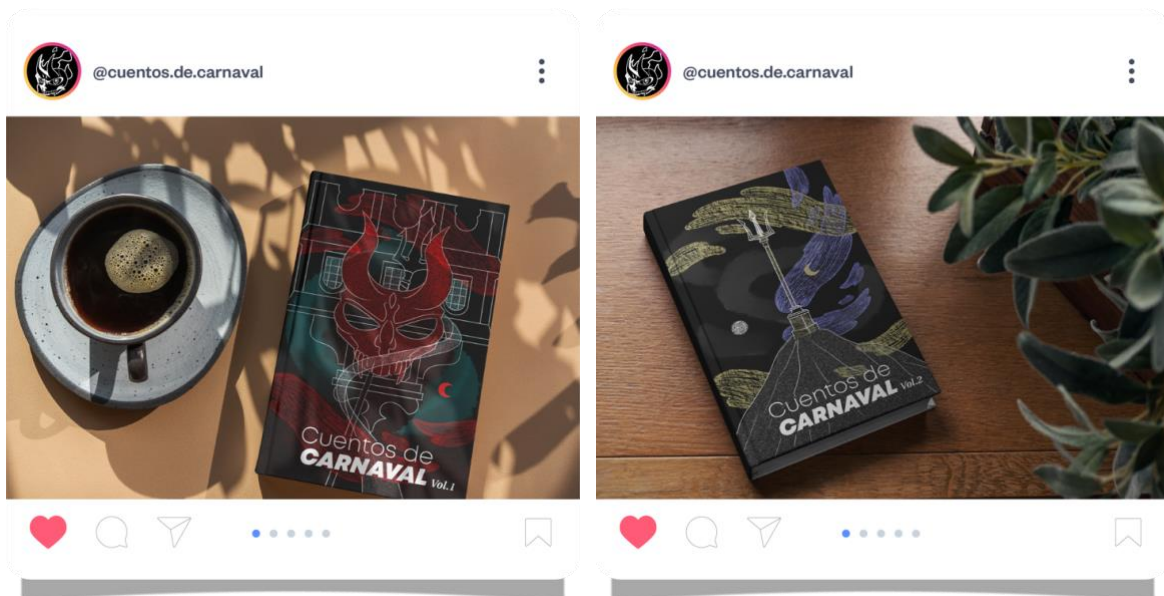 @cuentos.de.carnaval
Cuentos de
CARNAVAL Vol.1
@cuentos.de.carnaval
Cuentos de
CARNAVAL Vol.2